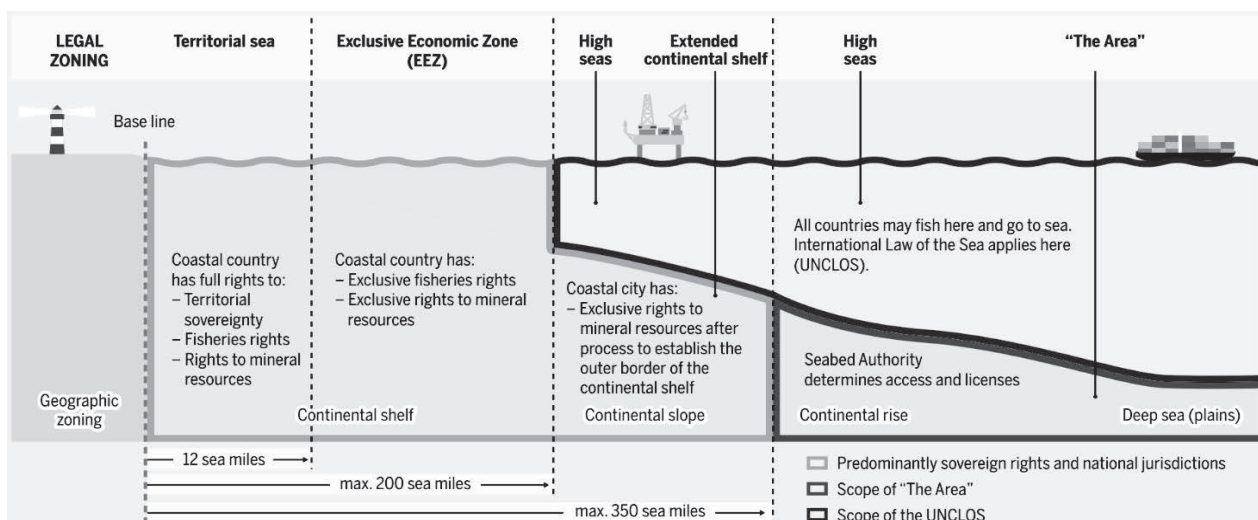 LEGAL
ZONING
Territorial sea
Exclusive Economic Zone
(EEZ)
High
seas
Extended
continental shelf
High
seas
“The Area”
Base line
Coastal country
has full rights to:
– Territorial
sovereignty
– Fisheries rights
– Rights to mineral
resources
Coastal country has:
– Exclusive fisheries rights
– Exclusive rights to mineral
resources
Coastal city has:
– Exclusive rights to
mineral resources after
process to establish the
outer border of the
continental shelf
All countries may fish here and go to sea.
International Law of the Sea applies here
(UNCLOS).
Seabed Authority
determines access and licenses
Geographic
zoning
Continental shelf
Continental slope
Continental rise
Deep sea (plains)
12 sea miles
max. 200 sea miles
max. 350 sea miles
Predominantly sovereign rights and national jurisdictions
Scope of “The Area”
Scope of the UNCLOS